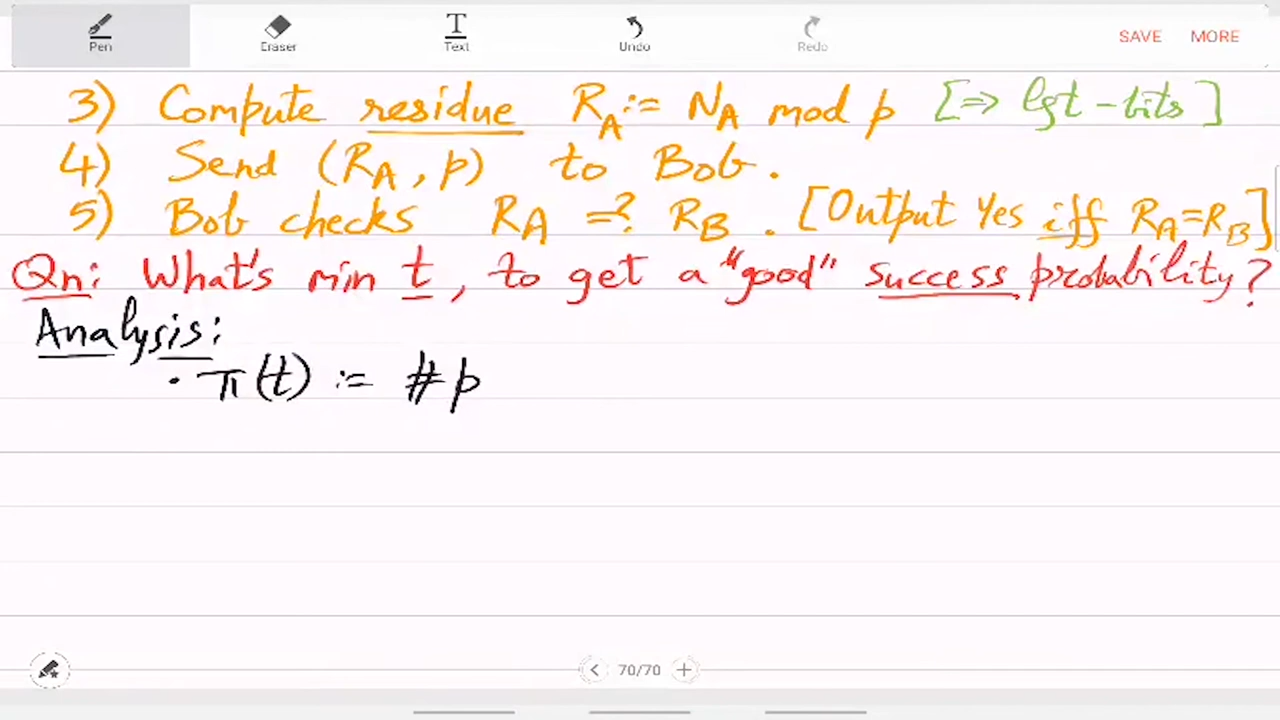 Pen Eraser Text Undo Redo SAVE MORE
3) Compute residue R_A := N_A mod p [=> lgt - bits]
4) Send (R_A, p) to Bob.
5) Bob checks R_A =? R_B. [Output Yes iff R_A=R_B]
Qn: What's min t, to get a "good" success probability?
Analysis:
· π(t) := #p
70/70